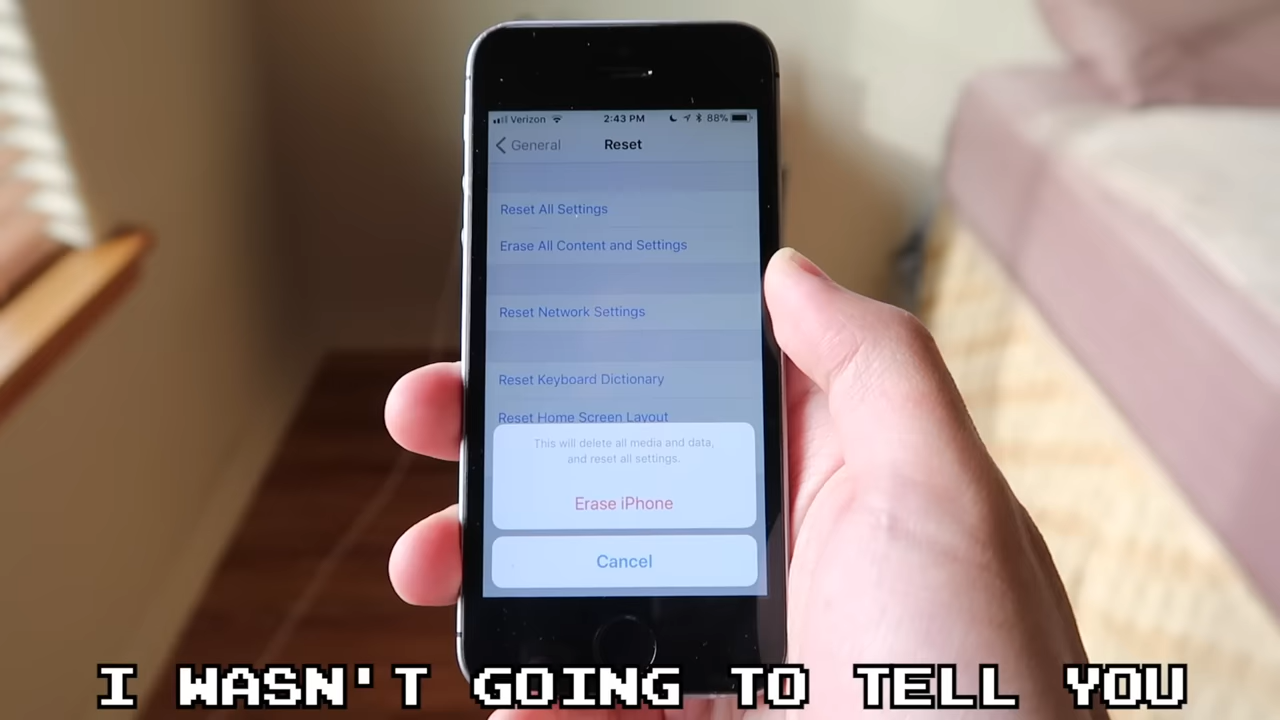 Verizon 2:43 PM 88%
General Reset
Reset All Settings
Erase All Content and Settings
Reset Network Settings
Reset Keyboard Dictionary
Reset Home Screen Layout
This will delete all media and data,
and reset all settings.
Erase iPhone
Cancel
I WASN'T GOING TO TELL YOU